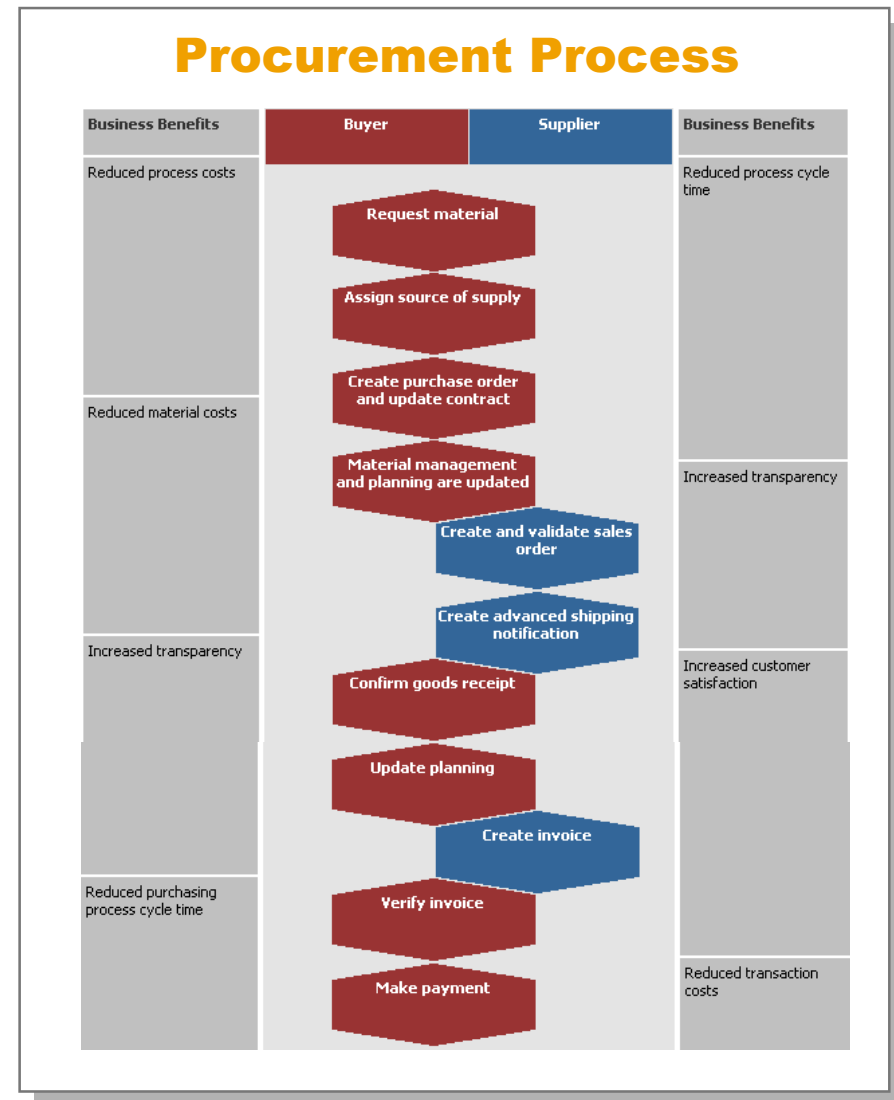 Procurement Process
Business Benefits
Buyer
Supplier
Business Benefits
Reduced process costs
Reduced process cycle
time
Request material
Assign source of supply
Create purchase order
and update contract
Reduced material costs
Material management
and planning are updated
Increased transparency
Create and validate sales
order
Create advanced shipping
notification
Increased transparency
Increased customer
satisfaction
Confirm goods receipt
Update planning
Create invoice
Reduced purchasing
process cycle time
Verify invoice
Reduced transaction
costs
Make payment